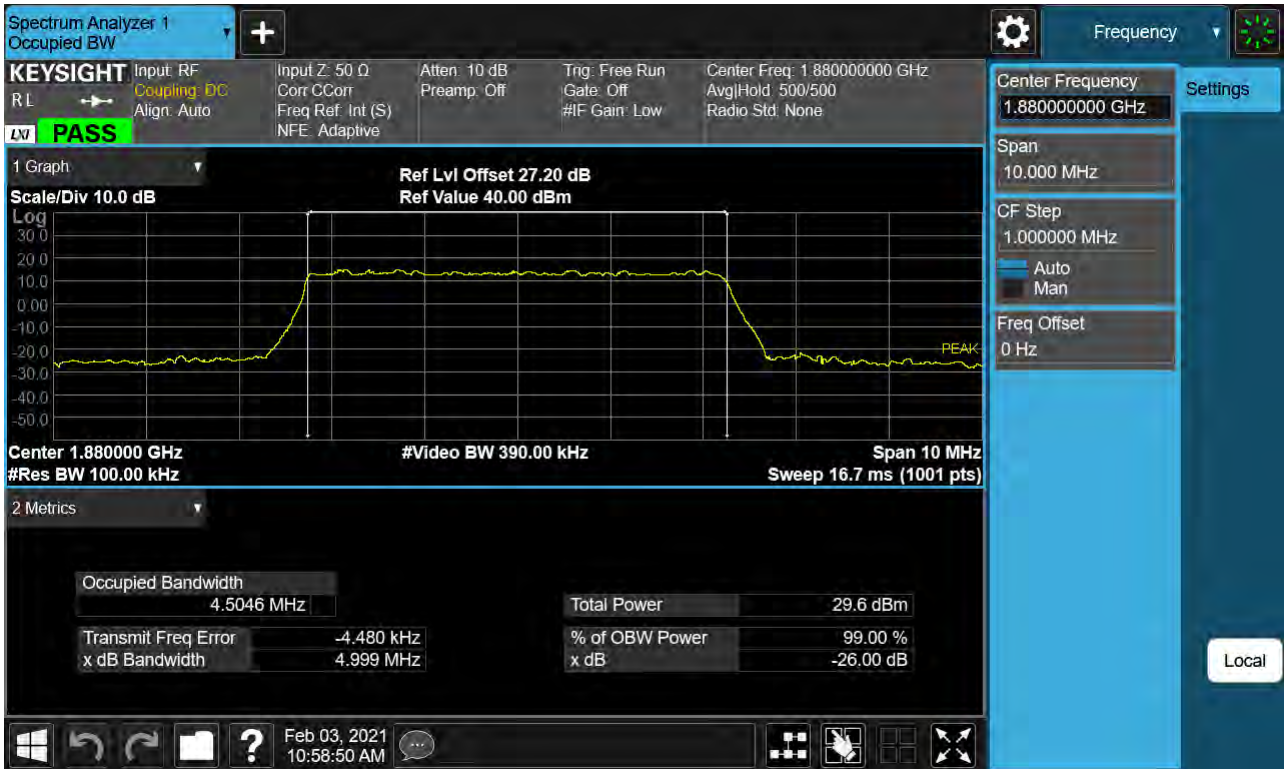 Spectrum Analyzer 1
Occupied BW
Frequency
KEYSIGHT
R L
LXI
PASS
Input: RF
Coupling: DC
Align: Auto
Input Z: 50 Ω
Corr CCorr
Freq Ref: Int (S)
NFE: Adaptive
Atten: 10 dB
Preamp: Off
Trig: Free Run
Gate: Off
#IF Gain: Low
Center Freq: 1.880000000 GHz
Avg|Hold: 500/500
Radio Std: None
Center Frequency
1.880000000 GHz
Settings
Span
10.000 MHz
CF Step
1.000000 MHz
Auto
Man
Freq Offset
0 Hz
Local
1 Graph
Scale/Div 10.0 dB
Ref Lvl Offset 27.20 dB
Ref Value 40.00 dBm
Log
30.0
20.0
10.0
0.00
-10.0
-20.0
-30.0
-40.0
-50.0
PEAK
Center 1.880000 GHz
#Res BW 100.00 kHz
#Video BW 390.00 kHz
Span 10 MHz
Sweep 16.7 ms (1001 pts)
2 Metrics
Occupied Bandwidth
4.5046 MHz
Total Power 29.6 dBm
Transmit Freq Error -4.480 kHz
% of OBW Power 99.00 %
x dB Bandwidth 4.999 MHz
x dB -26.00 dB
Feb 03, 2021
10:58:50 AM